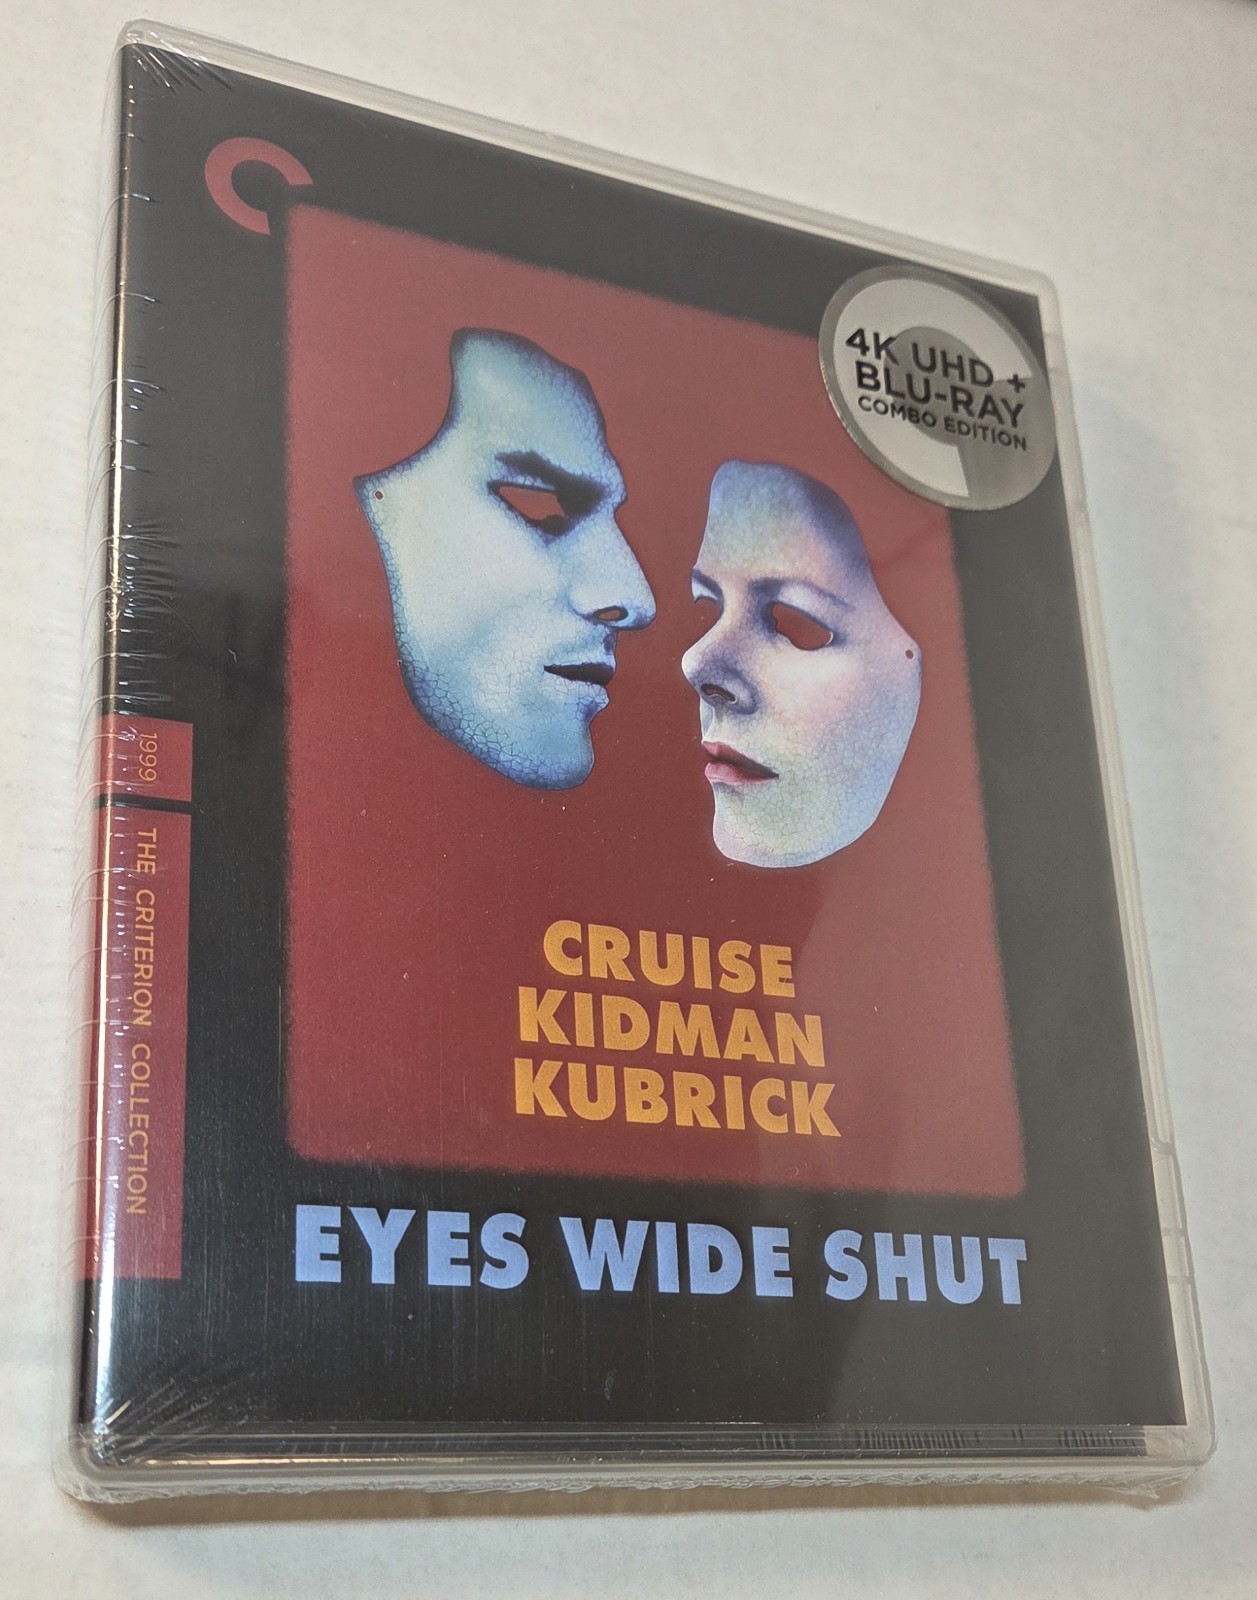 4K UHD +
BLU-RAY
COMBO EDITION
1999
THE CRITERION COLLECTION
CRUISE
KIDMAN
KUBRICK
EYES WIDE SHUT